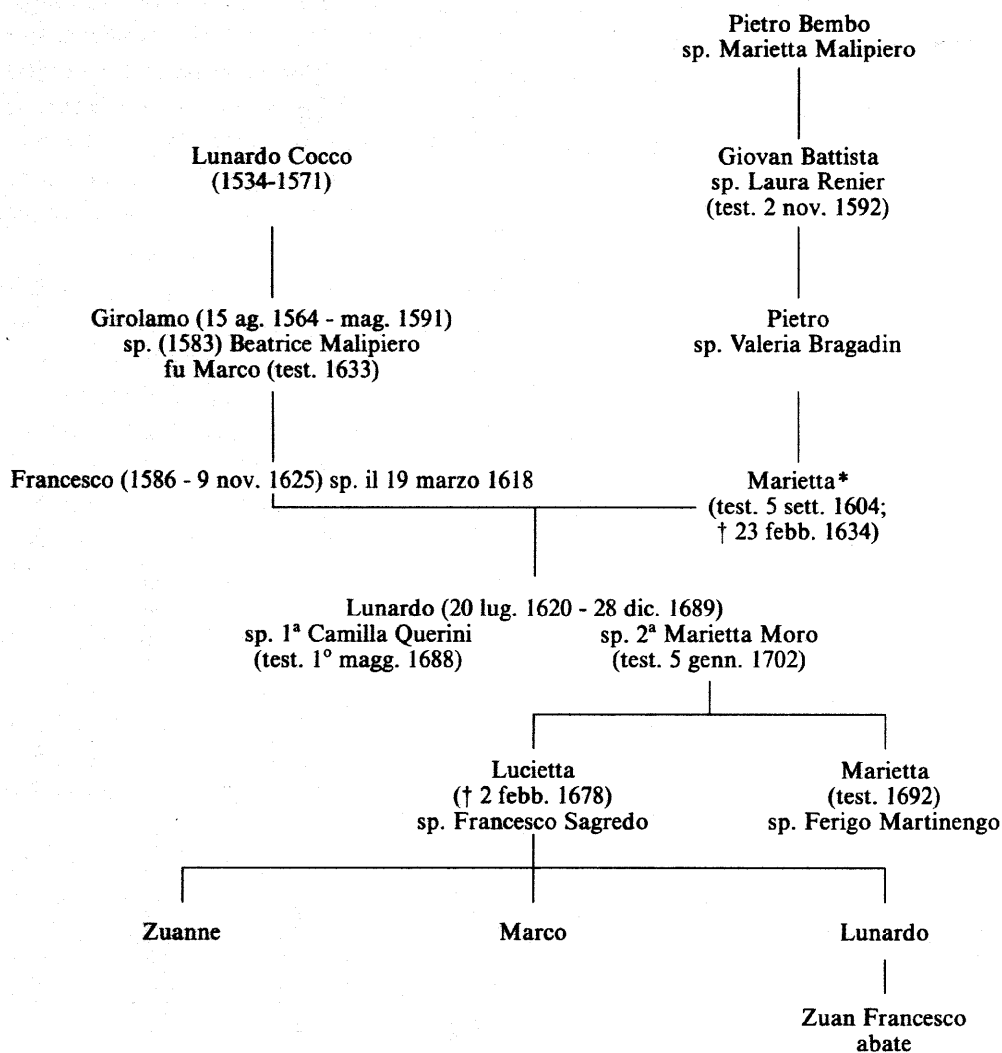 Pietro Bembo
sp. Marietta Malipiero
Lunardo Cocco
(1534-1571)
Giovan Battista
sp. Laura Renier
(test. 2 nov. 1592)
Girolamo (15 ag. 1564 - mag. 1591)
sp. (1583) Beatrice Malipiero
fu Marco (test. 1633)
Pietro
sp. Valeria Bragadin
Francesco (1586 - 9 nov. 1625) sp. il 19 marzo 1618
Marietta*
(test. 5 sett. 1604;
† 23 febb. 1634)
Lunardo (20 lug. 1620 - 28 dic. 1689)
sp. 1ª Camilla Querini
(test. 1º magg. 1688)
sp. 2ª Marietta Moro
(test. 5 genn. 1702)
Lucietta
(† 2 febb. 1678)
sp. Francesco Sagredo
Marietta
(test. 1692)
sp. Ferigo Martinengo
Zuanne
Marco
Lunardo
Zuan Francesco
abate